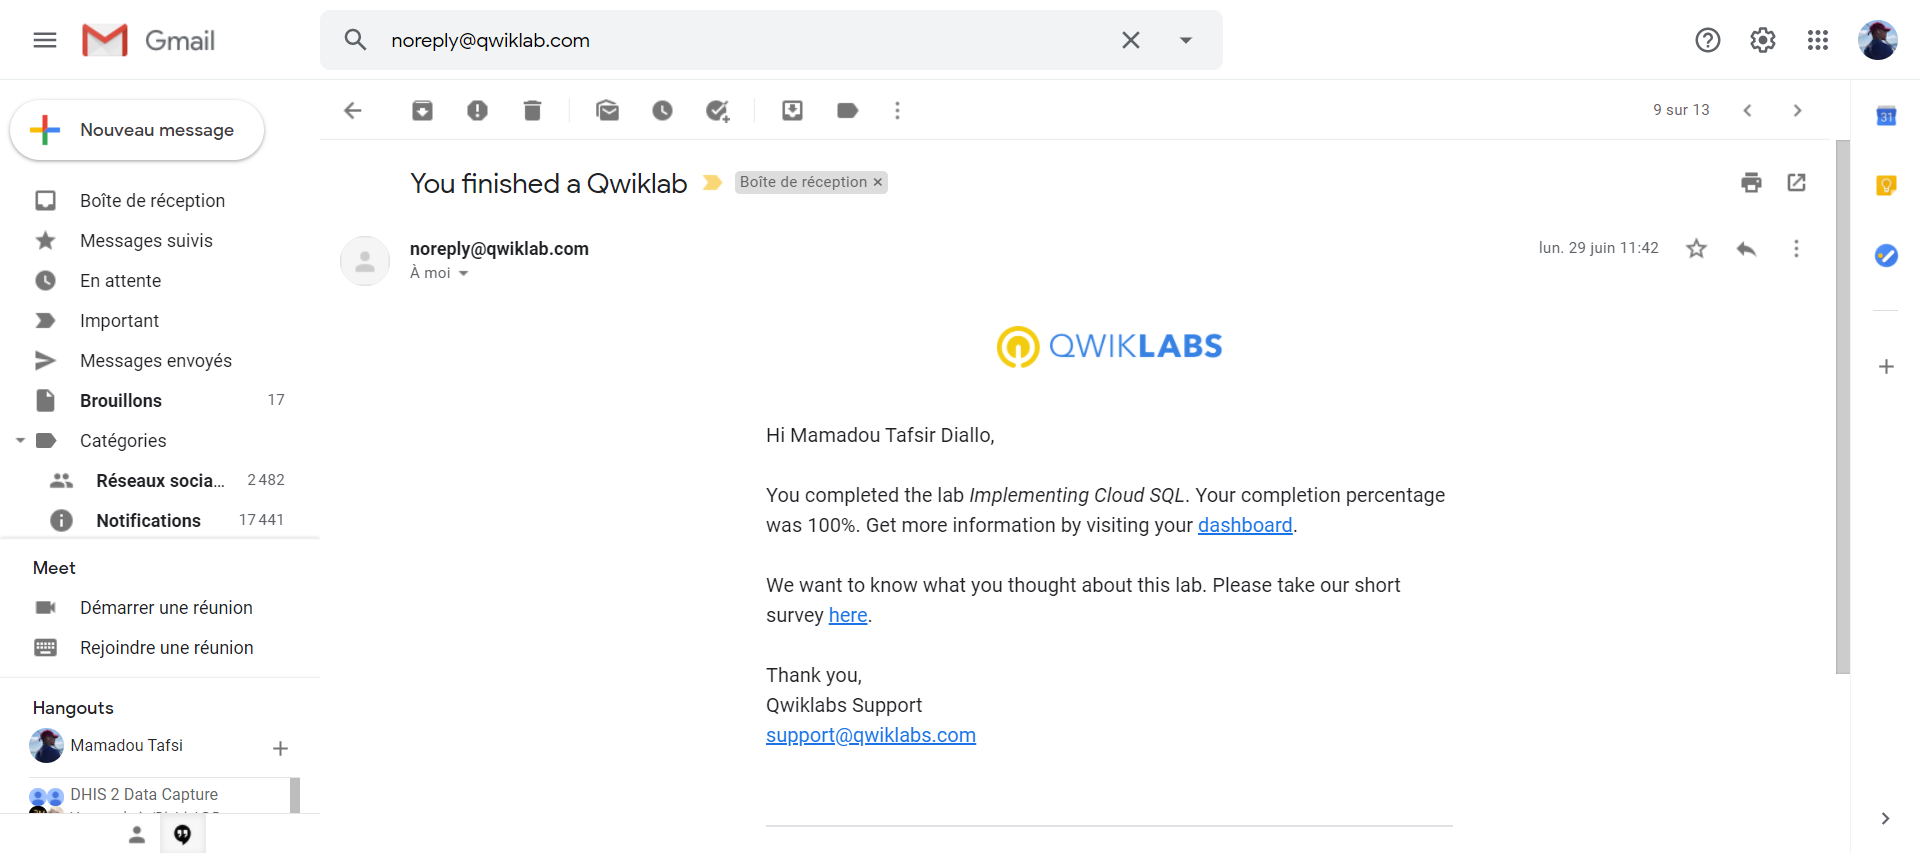 Gmail
noreply@qwiklab.com
Nouveau message
9 sur 13
31
Boîte de réception
Messages suivis
En attente
Important
Messages envoyés
Brouillons 17
Catégories
Réseaux socia... 2 482
Notifications 17 441
Meet
Démarrer une réunion
Rejoindre une réunion
Hangouts
Mamadou Tafsi
DHIS 2 Data Capture
You finished a Qwiklab
Boîte de réception
noreply@qwiklab.com
lun. 29 juin 11:42
À moi
QWIKLABS
Hi Mamadou Tafsir Diallo,
You completed the lab Implementing Cloud SQL. Your completion percentage
was 100%. Get more information by visiting your dashboard.
We want to know what you thought about this lab. Please take our short
survey here.
Thank you,
Qwiklabs Support
support@qwiklabs.com